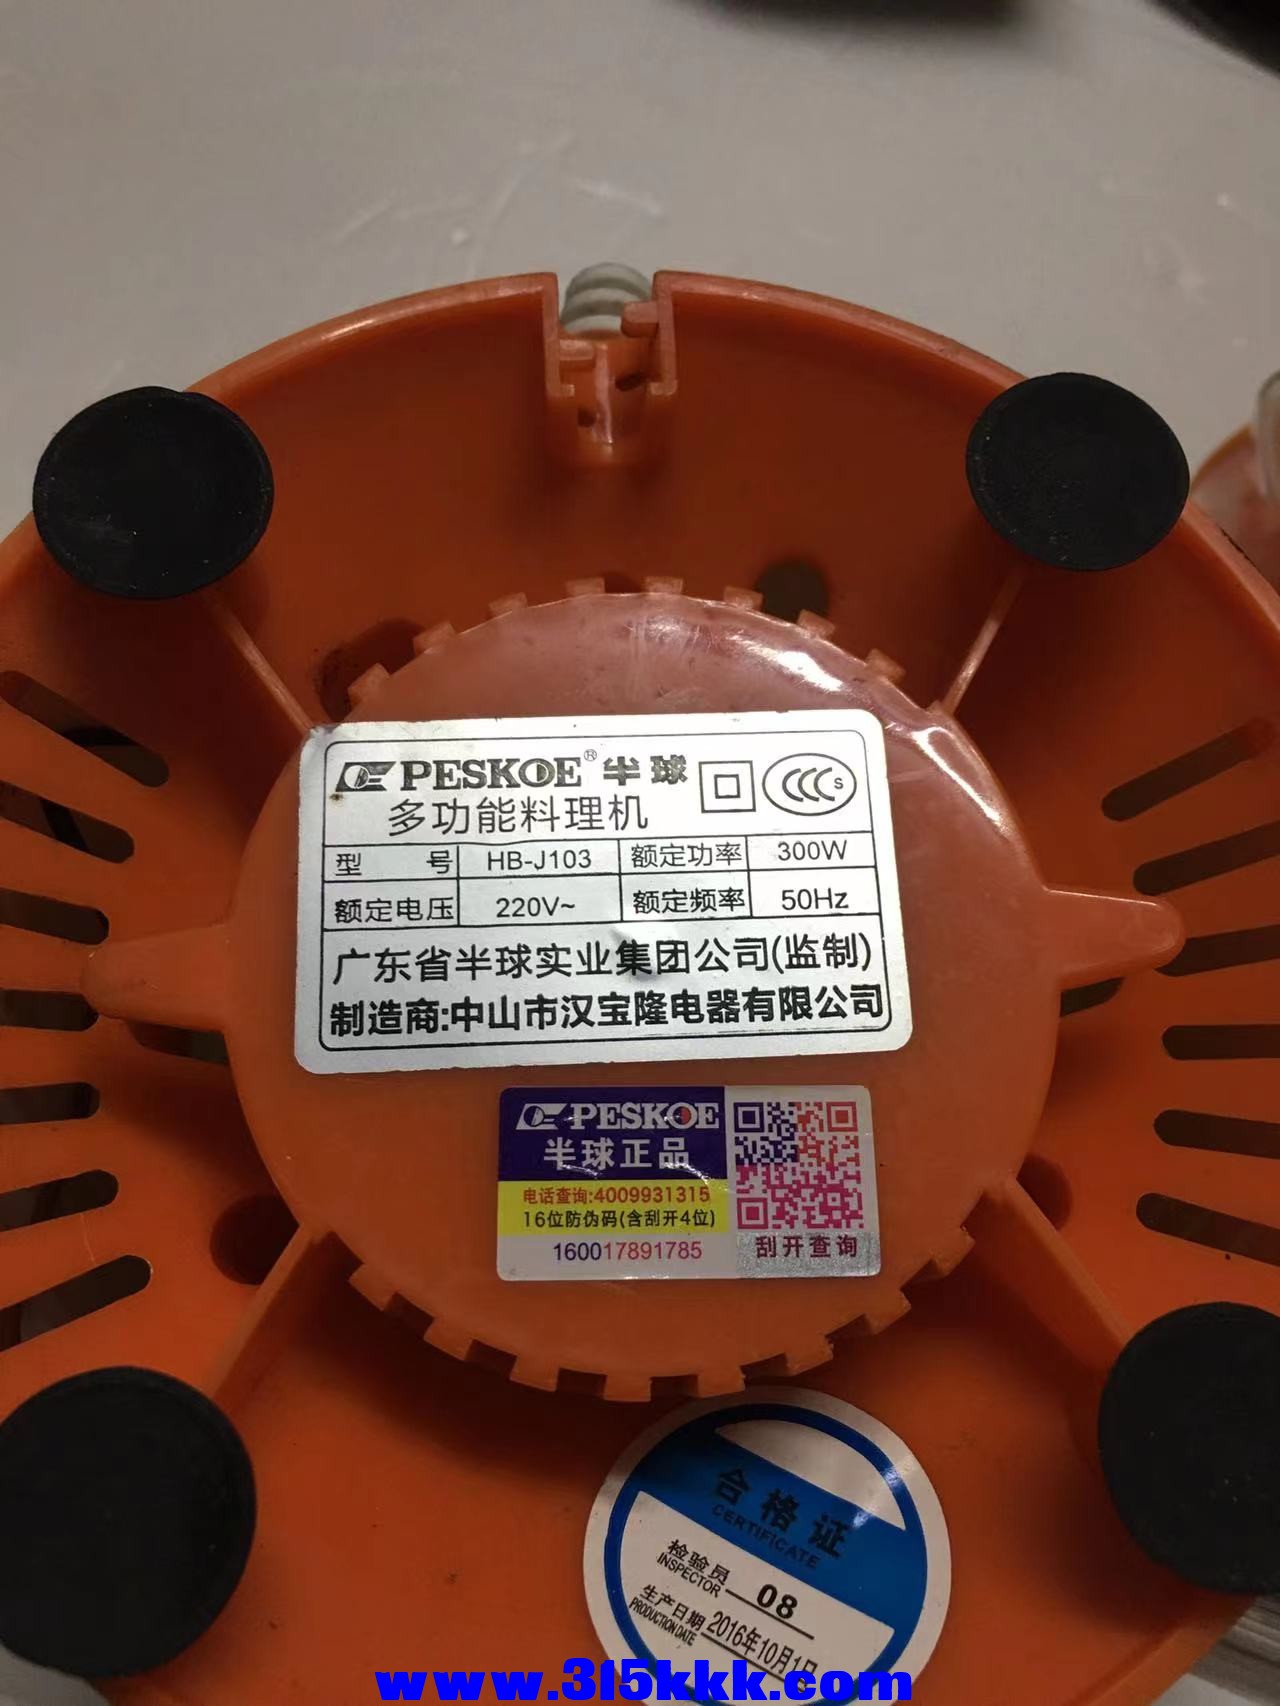 PESKOE® 半球
CCC S
多功能料理机
型 号 HB-J103 额定功率 300W
额定电压 220V~ 额定频率 50Hz
广东省半球实业集团公司(监制)
制造商:中山市汉宝隆电器有限公司
PESKOE
半球正品
电话查询:4009931315
16位防伪码(含刮开4位)
160017891785
刮开查询
合格证
CERTIFICATE
检验员 08
INSPECTOR
生产日期 2016年10月1日
PRODUCTION DATE
www.315kkk.com